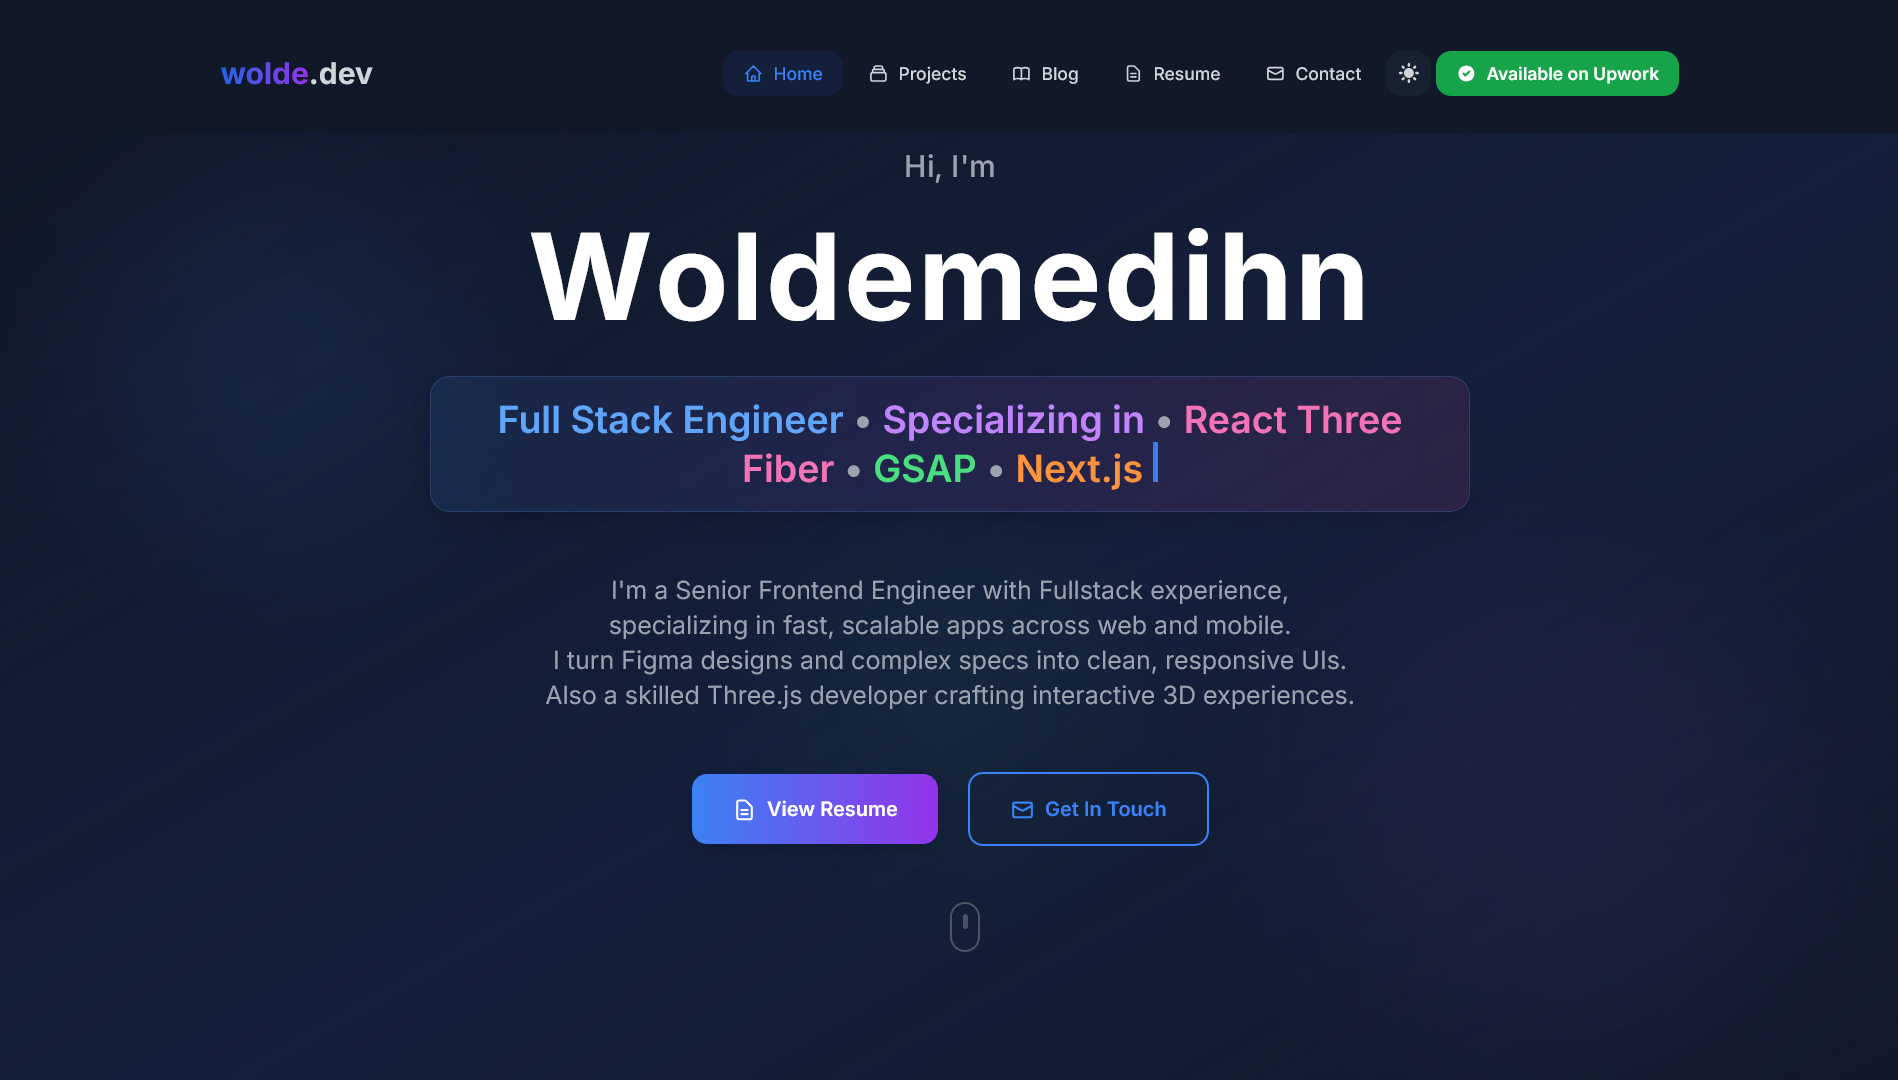 wolde.dev
Home
Projects
Blog
Resume
Contact
Available on Upwork
Hi, I'm
Woldemedihn
Full Stack Engineer • Specializing in • React Three
Fiber • GSAP • Next.js
I'm a Senior Frontend Engineer with Fullstack experience,
specializing in fast, scalable apps across web and mobile.
I turn Figma designs and complex specs into clean, responsive UIs.
Also a skilled Three.js developer crafting interactive 3D experiences.
View Resume
Get In Touch